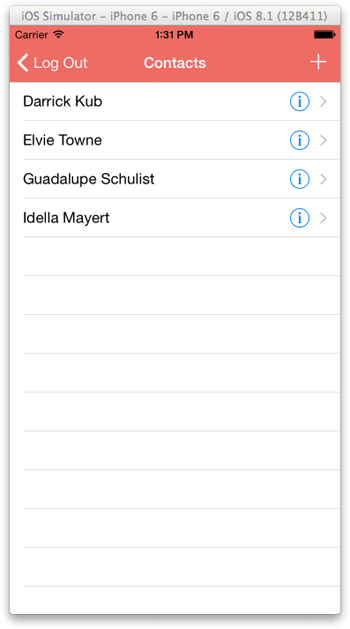 iOS Simulator – iPhone 6 – iPhone 6 / iOS 8.1 (12B411)
Carrier 1:31 PM
Log Out Contacts +
Darrick Kub
Elvie Towne
Guadalupe Schulist
Idella Mayert